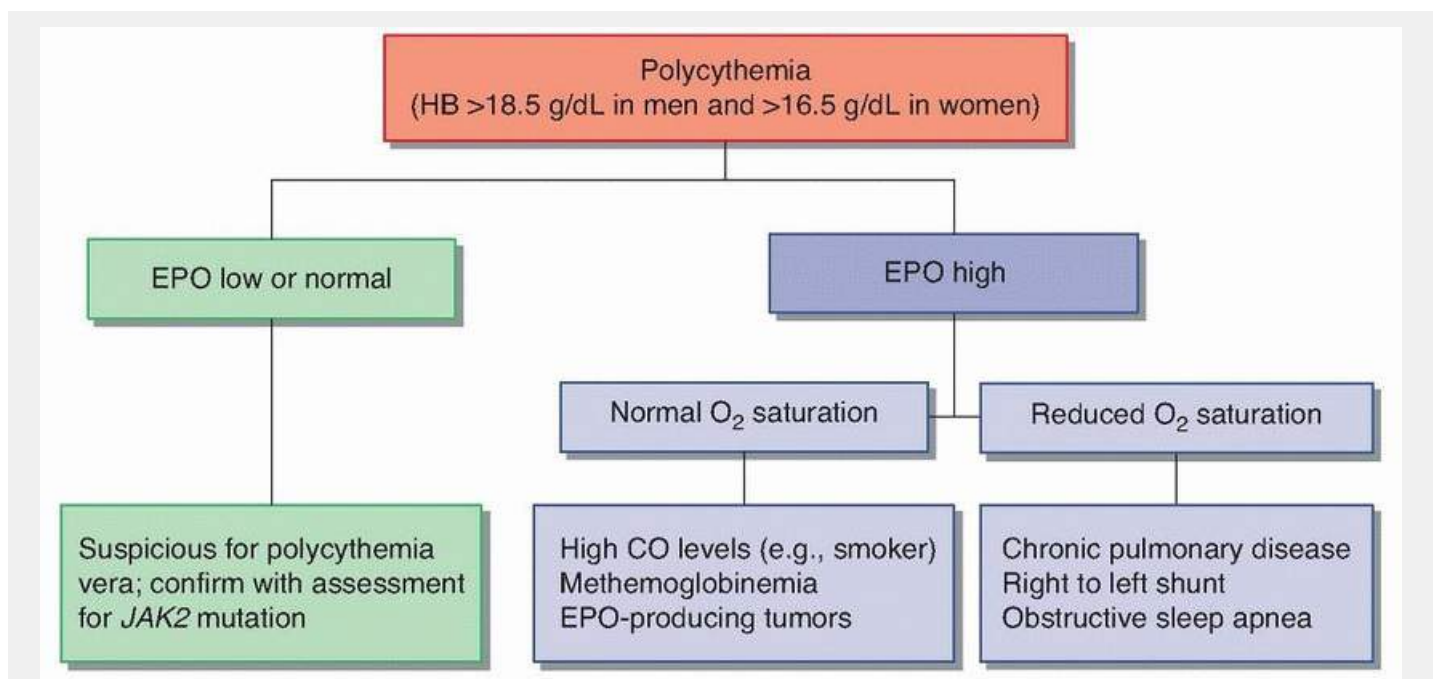 Polycythemia
(HB >18.5 g/dL in men and >16.5 g/dL in women)
EPO low or normal
EPO high
Normal O₂ saturation
Reduced O₂ saturation
Suspicious for polycythemia
vera; confirm with assessment
for JAK2 mutation
High CO levels (e.g., smoker)
Methemoglobinemia
EPO-producing tumors
Chronic pulmonary disease
Right to left shunt
Obstructive sleep apnea